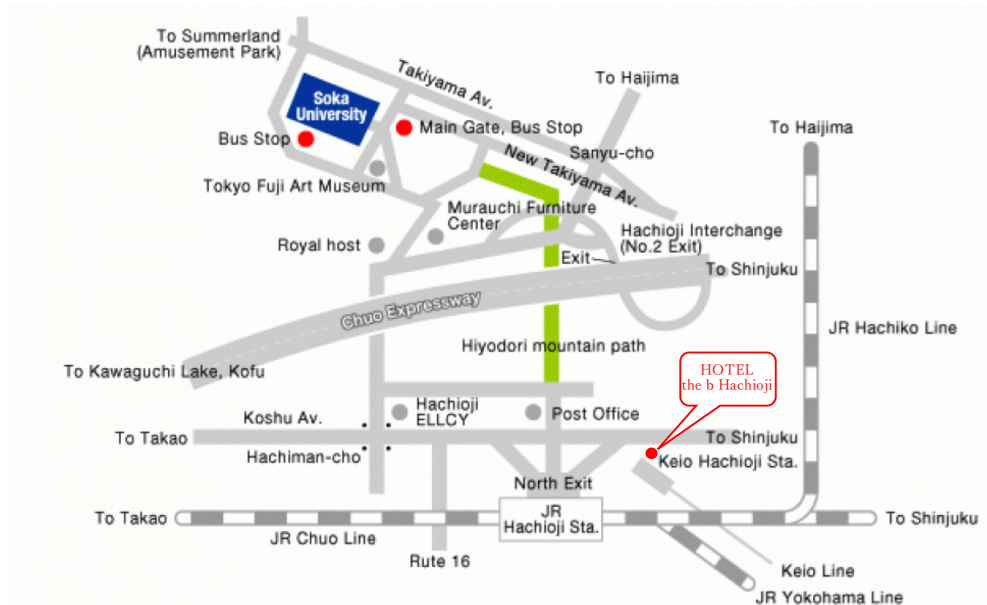 To Summerland
(Amusement Park)
Takiyama Av.
To Haijima
Soka
University
Main Gate, Bus Stop
To Haijima
Bus Stop
Sanyu-cho
New Takiyama Av.
Tokyo Fuji Art Museum
Murauchi Furniture
Center
Hachioji Interchange
(No.2 Exit)
Royal host
Exit
To Shinjuku
Chuo Expressway
JR Hachiko Line
Hiyodori mountain path
To Kawaguchi Lake, Kofu
HOTEL
the b Hachioji
Hachioji
ELLCY
Post Office
Koshu Av.
To Takao
To Shinjuku
Hachiman-cho
Keio Hachioji Sta.
North Exit
JR
Hachioji Sta.
To Takao
To Shinjuku
JR Chuo Line
Rute 16
Keio Line
JR Yokohama Line